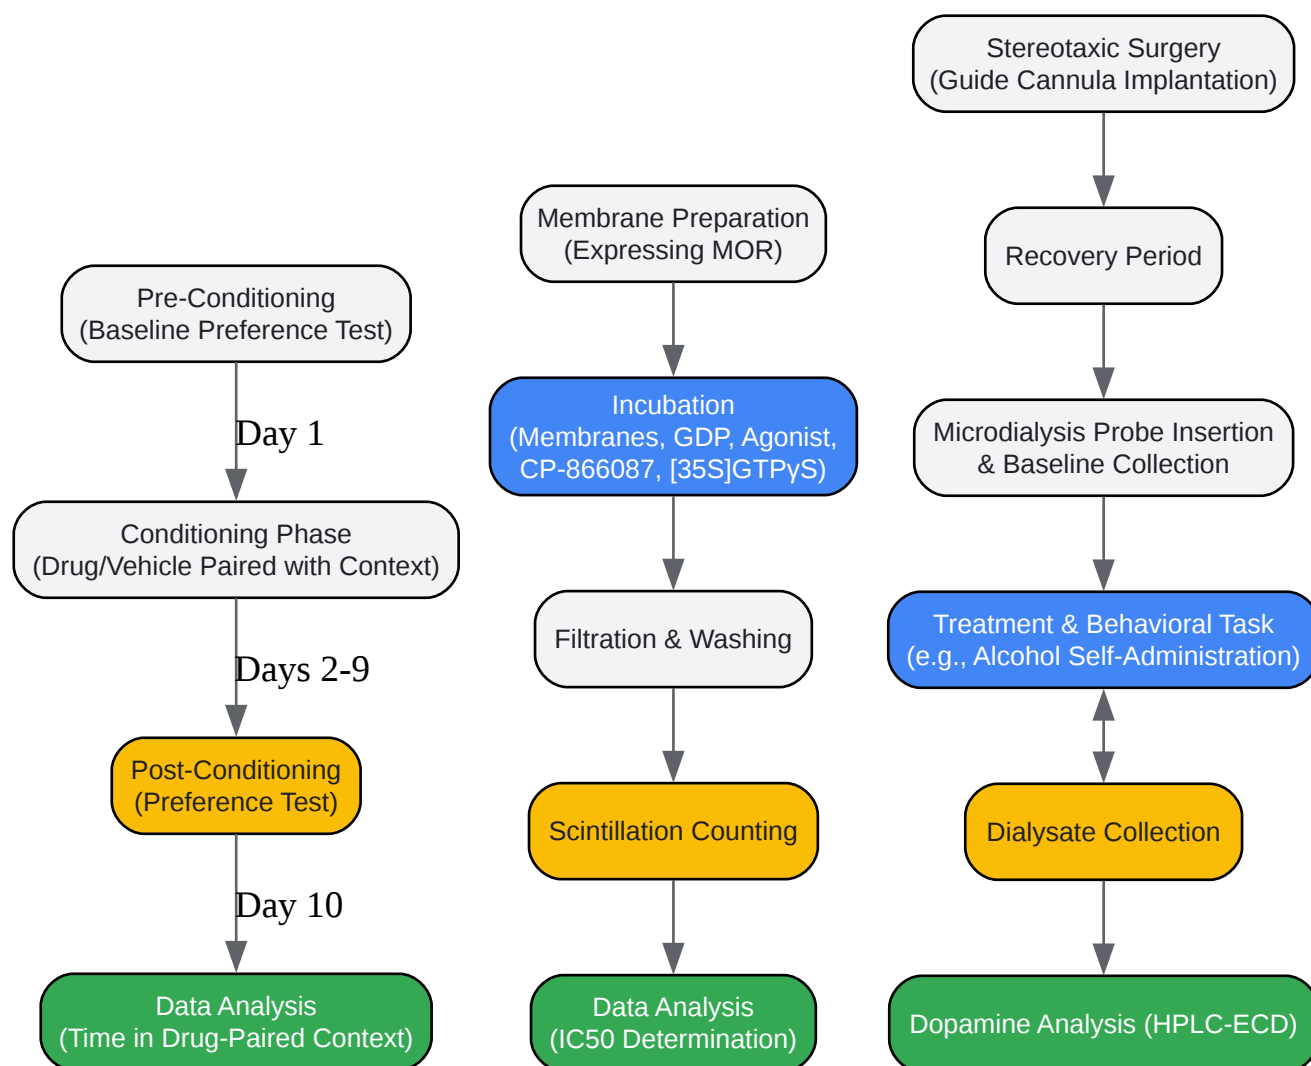 Pre-Conditioning
(Baseline Preference Test)
Day 1
Conditioning Phase
(Drug/Vehicle Paired with Context)
Days 2-9
Post-Conditioning
(Preference Test)
Day 10
Data Analysis
(Time in Drug-Paired Context)
Membrane Preparation
(Expressing MOR)
Incubation
(Membranes, GDP, Agonist,
CP-866087, [35S]GTPγS)
Filtration & Washing
Scintillation Counting
Data Analysis
(IC50 Determination)
Stereotaxic Surgery
(Guide Cannula Implantation)
Recovery Period
Microdialysis Probe Insertion
& Baseline Collection
Treatment & Behavioral Task
(e.g., Alcohol Self-Administration)
Dialysate Collection
Dopamine Analysis (HPLC-ECD)